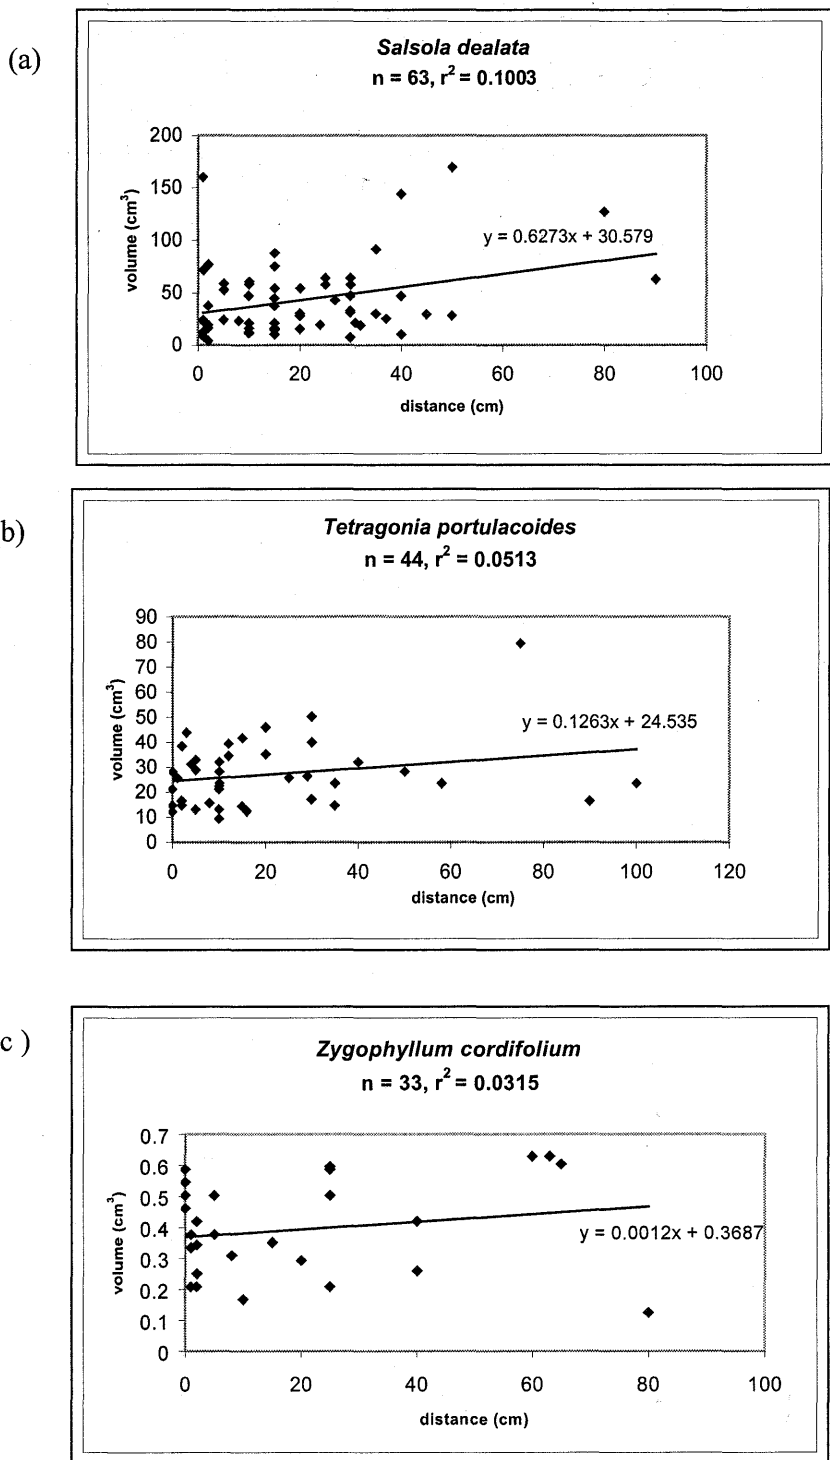 (a)
Salsola dealata
n = 63, r² = 0.1003
200
150
100
50
0
volume (cm³)
y = 0.6273x + 30.579
0 20 40 60 80 100
distance (cm)
b)
Tetragonia portulacoides
n = 44, r² = 0.0513
90
80
70
60
50
40
30
20
10
0
volume (cm³)
y = 0.1263x + 24.535
0 20 40 60 80 100 120
distance (cm)
c )
Zygophyllum cordifolium
n = 33, r² = 0.0315
0.7
0.6
0.5
0.4
0.3
0.2
0.1
0
volume (cm³)
y = 0.0012x + 0.3687
0 20 40 60 80 100
distance (cm)